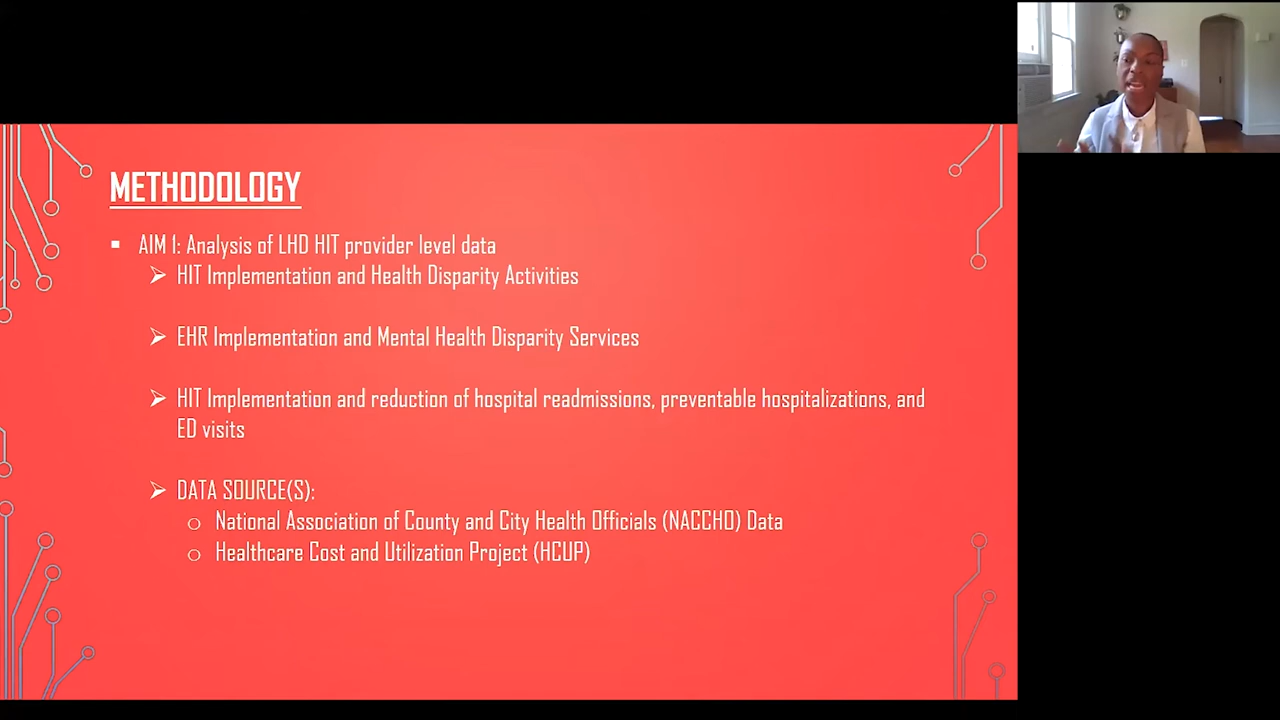 METHODOLOGY
▪ AIM 1: Analysis of LHD HIT provider level data
➢ HIT Implementation and Health Disparity Activities
➢ EHR Implementation and Mental Health Disparity Services
➢ HIT Implementation and reduction of hospital readmissions, preventable hospitalizations, and
ED visits
➢ DATA SOURCE(S):
o National Association of County and City Health Officials (NACCHO) Data
o Healthcare Cost and Utilization Project (HCUP)